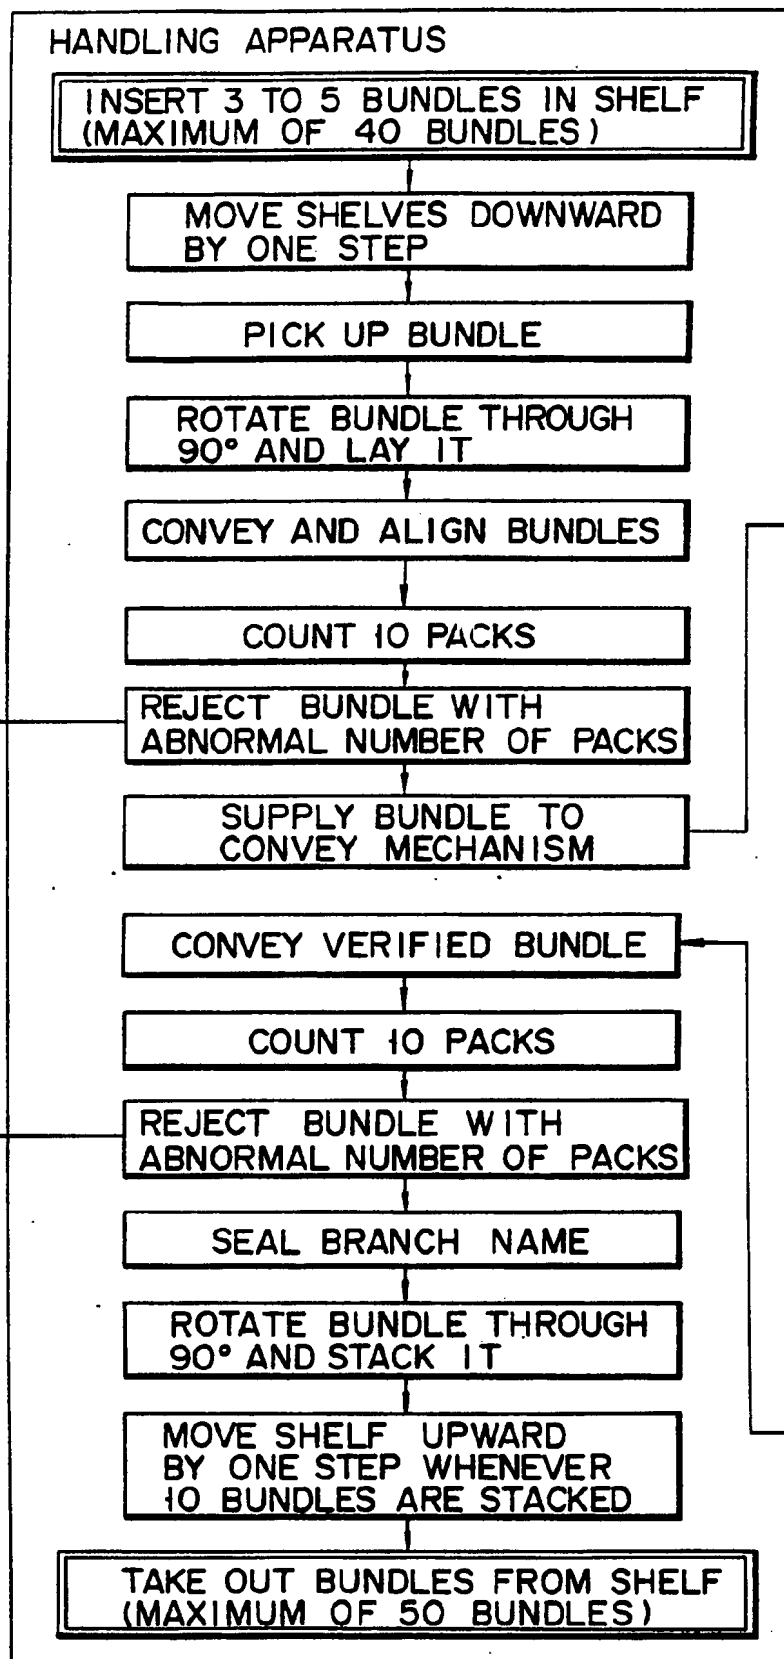 HANDLING APPARATUS
INSERT 3 TO 5 BUNDLES IN SHELF
(MAXIMUM OF 40 BUNDLES)
MOVE SHELVES DOWNWARD
BY ONE STEP
PICK UP BUNDLE
ROTATE BUNDLE THROUGH
90° AND LAY IT
CONVEY AND ALIGN BUNDLES
COUNT 10 PACKS
REJECT BUNDLE WITH
ABNORMAL NUMBER OF PACKS
SUPPLY BUNDLE TO
CONVEY MECHANISM
CONVEY VERIFIED BUNDLE
COUNT 10 PACKS
REJECT BUNDLE WITH
ABNORMAL NUMBER OF PACKS
SEAL BRANCH NAME
ROTATE BUNDLE THROUGH
90° AND STACK IT
MOVE SHELF UPWARD
BY ONE STEP WHENEVER
10 BUNDLES ARE STACKED
TAKE OUT BUNDLES FROM SHELF
(MAXIMUM OF 50 BUNDLES)